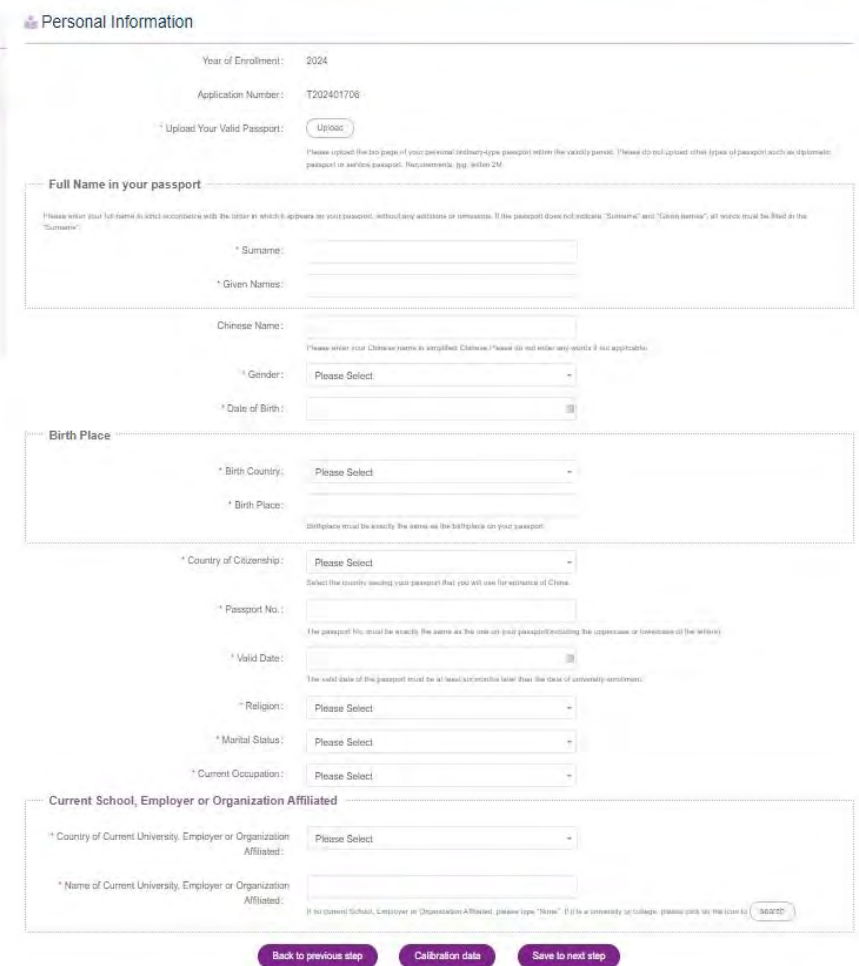 Personal Information
Year of Enrollment: 2024
Application Number: T202401706
* Upload Your Valid Passport: Upload
Please upload the bio page of your personal ordinary-type passport within the validity period. Please do not upload other types of passport such as diplomatic
passport or service passport. Requirements: jpg, within 2M.
Full Name in your passport
Please enter your full name in strict accordance with the order in which it appears on your passport, without any additions or omissions. If the passport does not indicate "Surname" and "Given names", all words must be filled in the
"Surname".
* Surname:
* Given Names:
Chinese Name:
Please enter your Chinese name in simplified Chinese.Please do not enter any words if not applicable.
* Gender: Please Select
* Date of Birth:
Birth Place
* Birth Country: Please Select
* Birth Place:
Birthplace must be exactly the same as the birthplace on your passport
* Country of Citizenship: Please Select
Select the country issuing your passport that you will use for entrance of China.
* Passport No.:
The passport No. must be exactly the same as the one on your passport(including the uppercase or lowercase of the letters)
* Valid Date:
The valid date of the passport must be at least six months later than the date of university enrollment.
* Religion: Please Select
* Marital Status: Please Select
* Current Occupation: Please Select
Current School, Employer or Organization Affiliated
* Country of Current University, Employer or Organization
Affiliated: Please Select
* Name of Current University, Employer or Organization
Affiliated:
If no current School, Employer or Organization Affiliated, please type "None". If it is a university or college, please click on the icon to search
Back to previous step Calibration data Save to next step